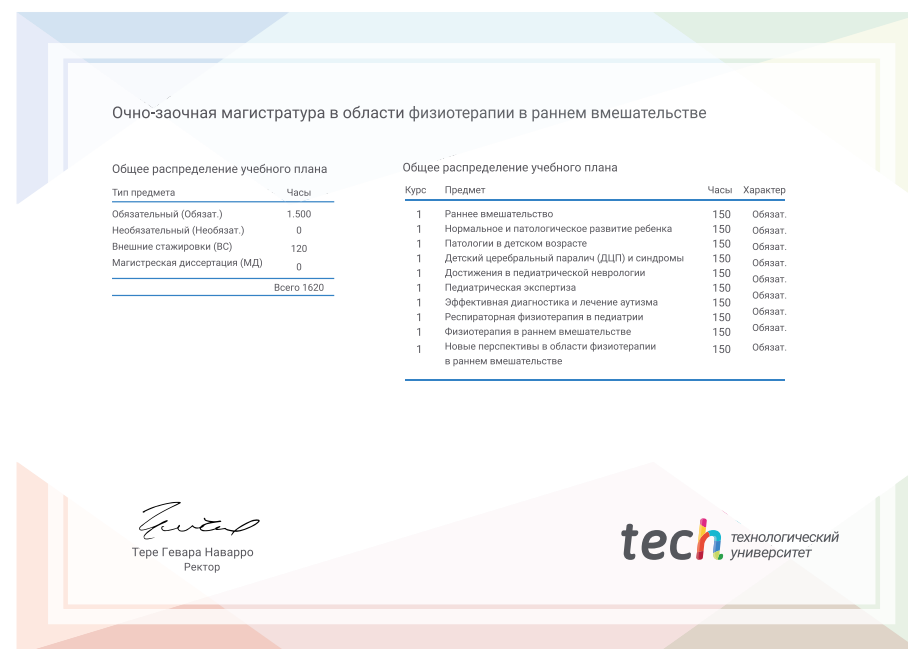 Очно-заочная магистратура в области физиотерапии в раннем вмешательстве
Общее распределение учебного плана
Тип предмета Часы
Обязательный (Обязат.) 1.500
Необязательный (Необязат.) 0
Внешние стажировки (ВС) 120
Магистреская диссертация (МД) 0
Всего 1620
Общее распределение учебного плана
Курс Предмет Часы Характер
1 Раннее вмешательство 150 Обязат.
1 Нормальное и патологическое развитие ребенка 150 Обязат.
1 Патологии в детском возрасте 150 Обязат.
1 Детский церебральный паралич (ДЦП) и синдромы 150 Обязат.
1 Достижения в педиатрической неврологии 150 Обязат.
1 Педиатрическая экспертиза 150 Обязат.
1 Эффективная диагностика и лечение аутизма 150 Обязат.
1 Респираторная физиотерапия в педиатрии 150 Обязат.
1 Физиотерапия в раннем вмешательстве 150
1 Новые перспективы в области физиотерапии 150 Обязат.
в раннем вмешательстве
Тере Гевара Наварро
Ректор
tech технологический
университет